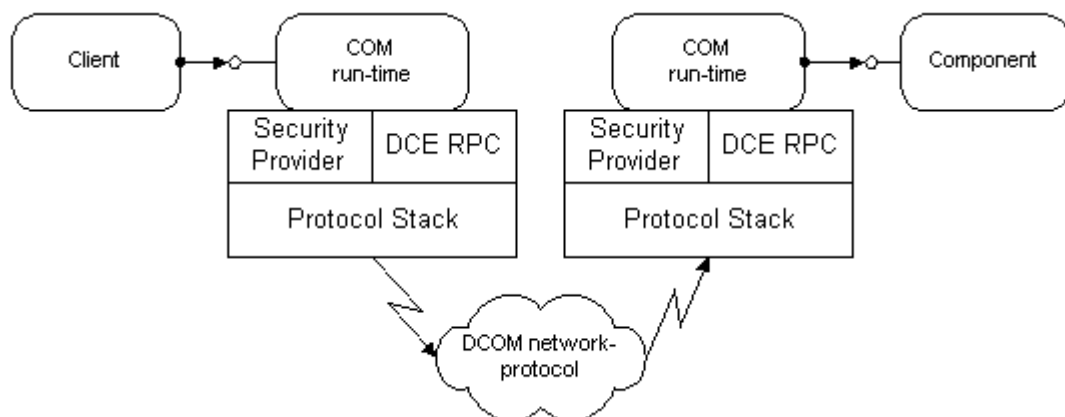 Client
COM
run-time
COM
run-time
Component
Security
Provider
DCE RPC
Security
Provider
DCE RPC
Protocol Stack
Protocol Stack
DCOM network-
protocol